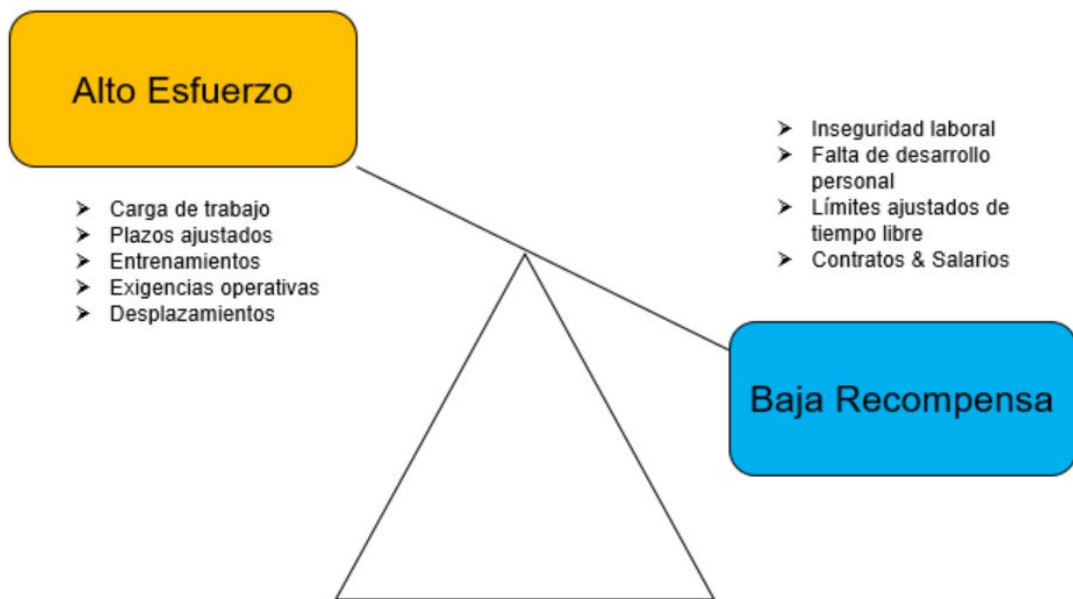 Alto Esfuerzo
➤ Carga de trabajo
➤ Plazos ajustados
➤ Entrenamientos
➤ Exigencias operativas
➤ Desplazamientos
➤ Inseguridad laboral
➤ Falta de desarrollo
personal
➤ Límites ajustados de
tiempo libre
➤ Contratos & Salarios
Baja Recompensa